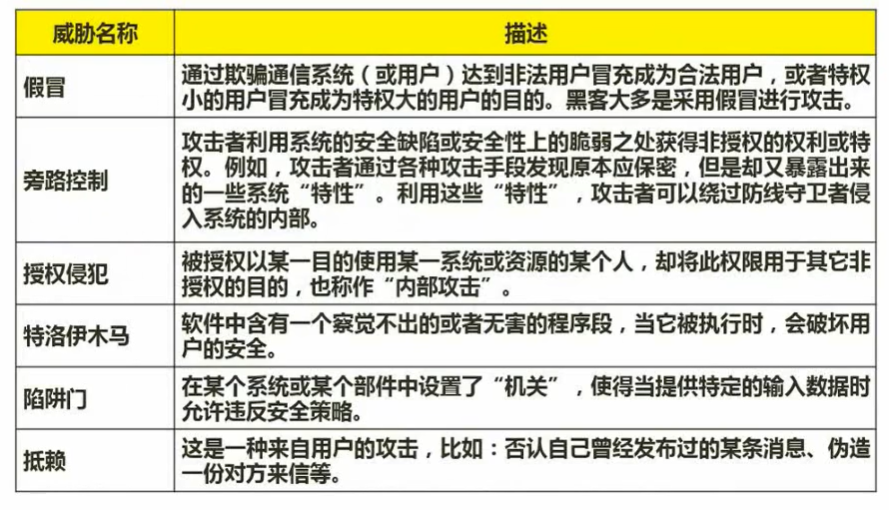 威胁名称
描述
假冒
通过欺骗通信系统（或用户）达到非法用户冒充成为合法用户，或者特权
小的用户冒充成为特权大的用户的目的。黑客大多是采用假冒进行攻击。
旁路控制
攻击者利用系统的安全缺陷或安全性上的脆弱之处获得非授权的权利或特
权。例如，攻击者通过各种攻击手段发现原本应保密，但是却又暴露出来
的一些系统“特性”。利用这些“特性”，攻击者可以绕过防线守卫者侵
入系统的内部。
授权侵犯
被授权以某一目的使用某一系统或资源的某个人，却将此权限用于其它非
授权的目的，也称作“内部攻击”。
特洛伊木马
软件中含有一个察觉不出的或者无害的程序段，当它被执行时，会破坏用
户的安全。
陷阱门
在某个系统或某个部件中设置了“机关”，使得当提供特定的输入数据时
允许违反安全策略。
抵赖
这是一种来自用户的攻击，比如：否认自己曾经发布过的某条消息、伪造
一份对方来信等。